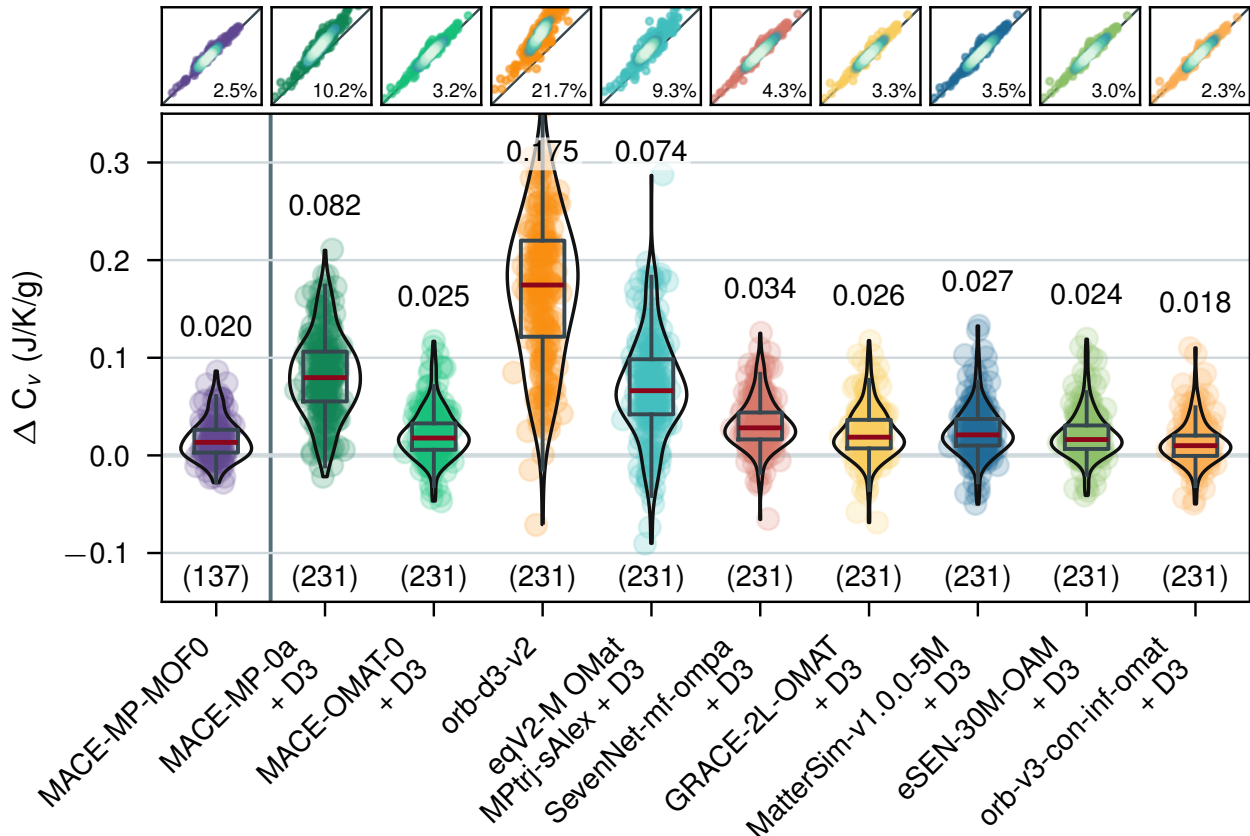 2.5%
10.2%
3.2%
21.7%
9.3%
4.3%
3.3%
3.5%
3.0%
2.3%
Δ Cᵥ (J/K/g)
0.3
0.2
0.1
0.0
−0.1
0.020
0.082
0.025
0.175
0.074
0.034
0.026
0.027
0.024
0.018
(137)
(231)
(231)
(231)
(231)
(231)
(231)
(231)
(231)
(231)
MACE-MP-MOF0
MACE-MP-0a
+ D3
MACE-OMAT-0
+ D3
orb-d3-v2
eqV2-M OMat
MPtrj-sAlex + D3
SevenNet-mf-ompa
+ D3
GRACE-2L-OMAT
+ D3
MatterSim-v1.0.0-5M
+ D3
eSEN-30M-OAM
+ D3
orb-v3-con-inf-omat
+ D3